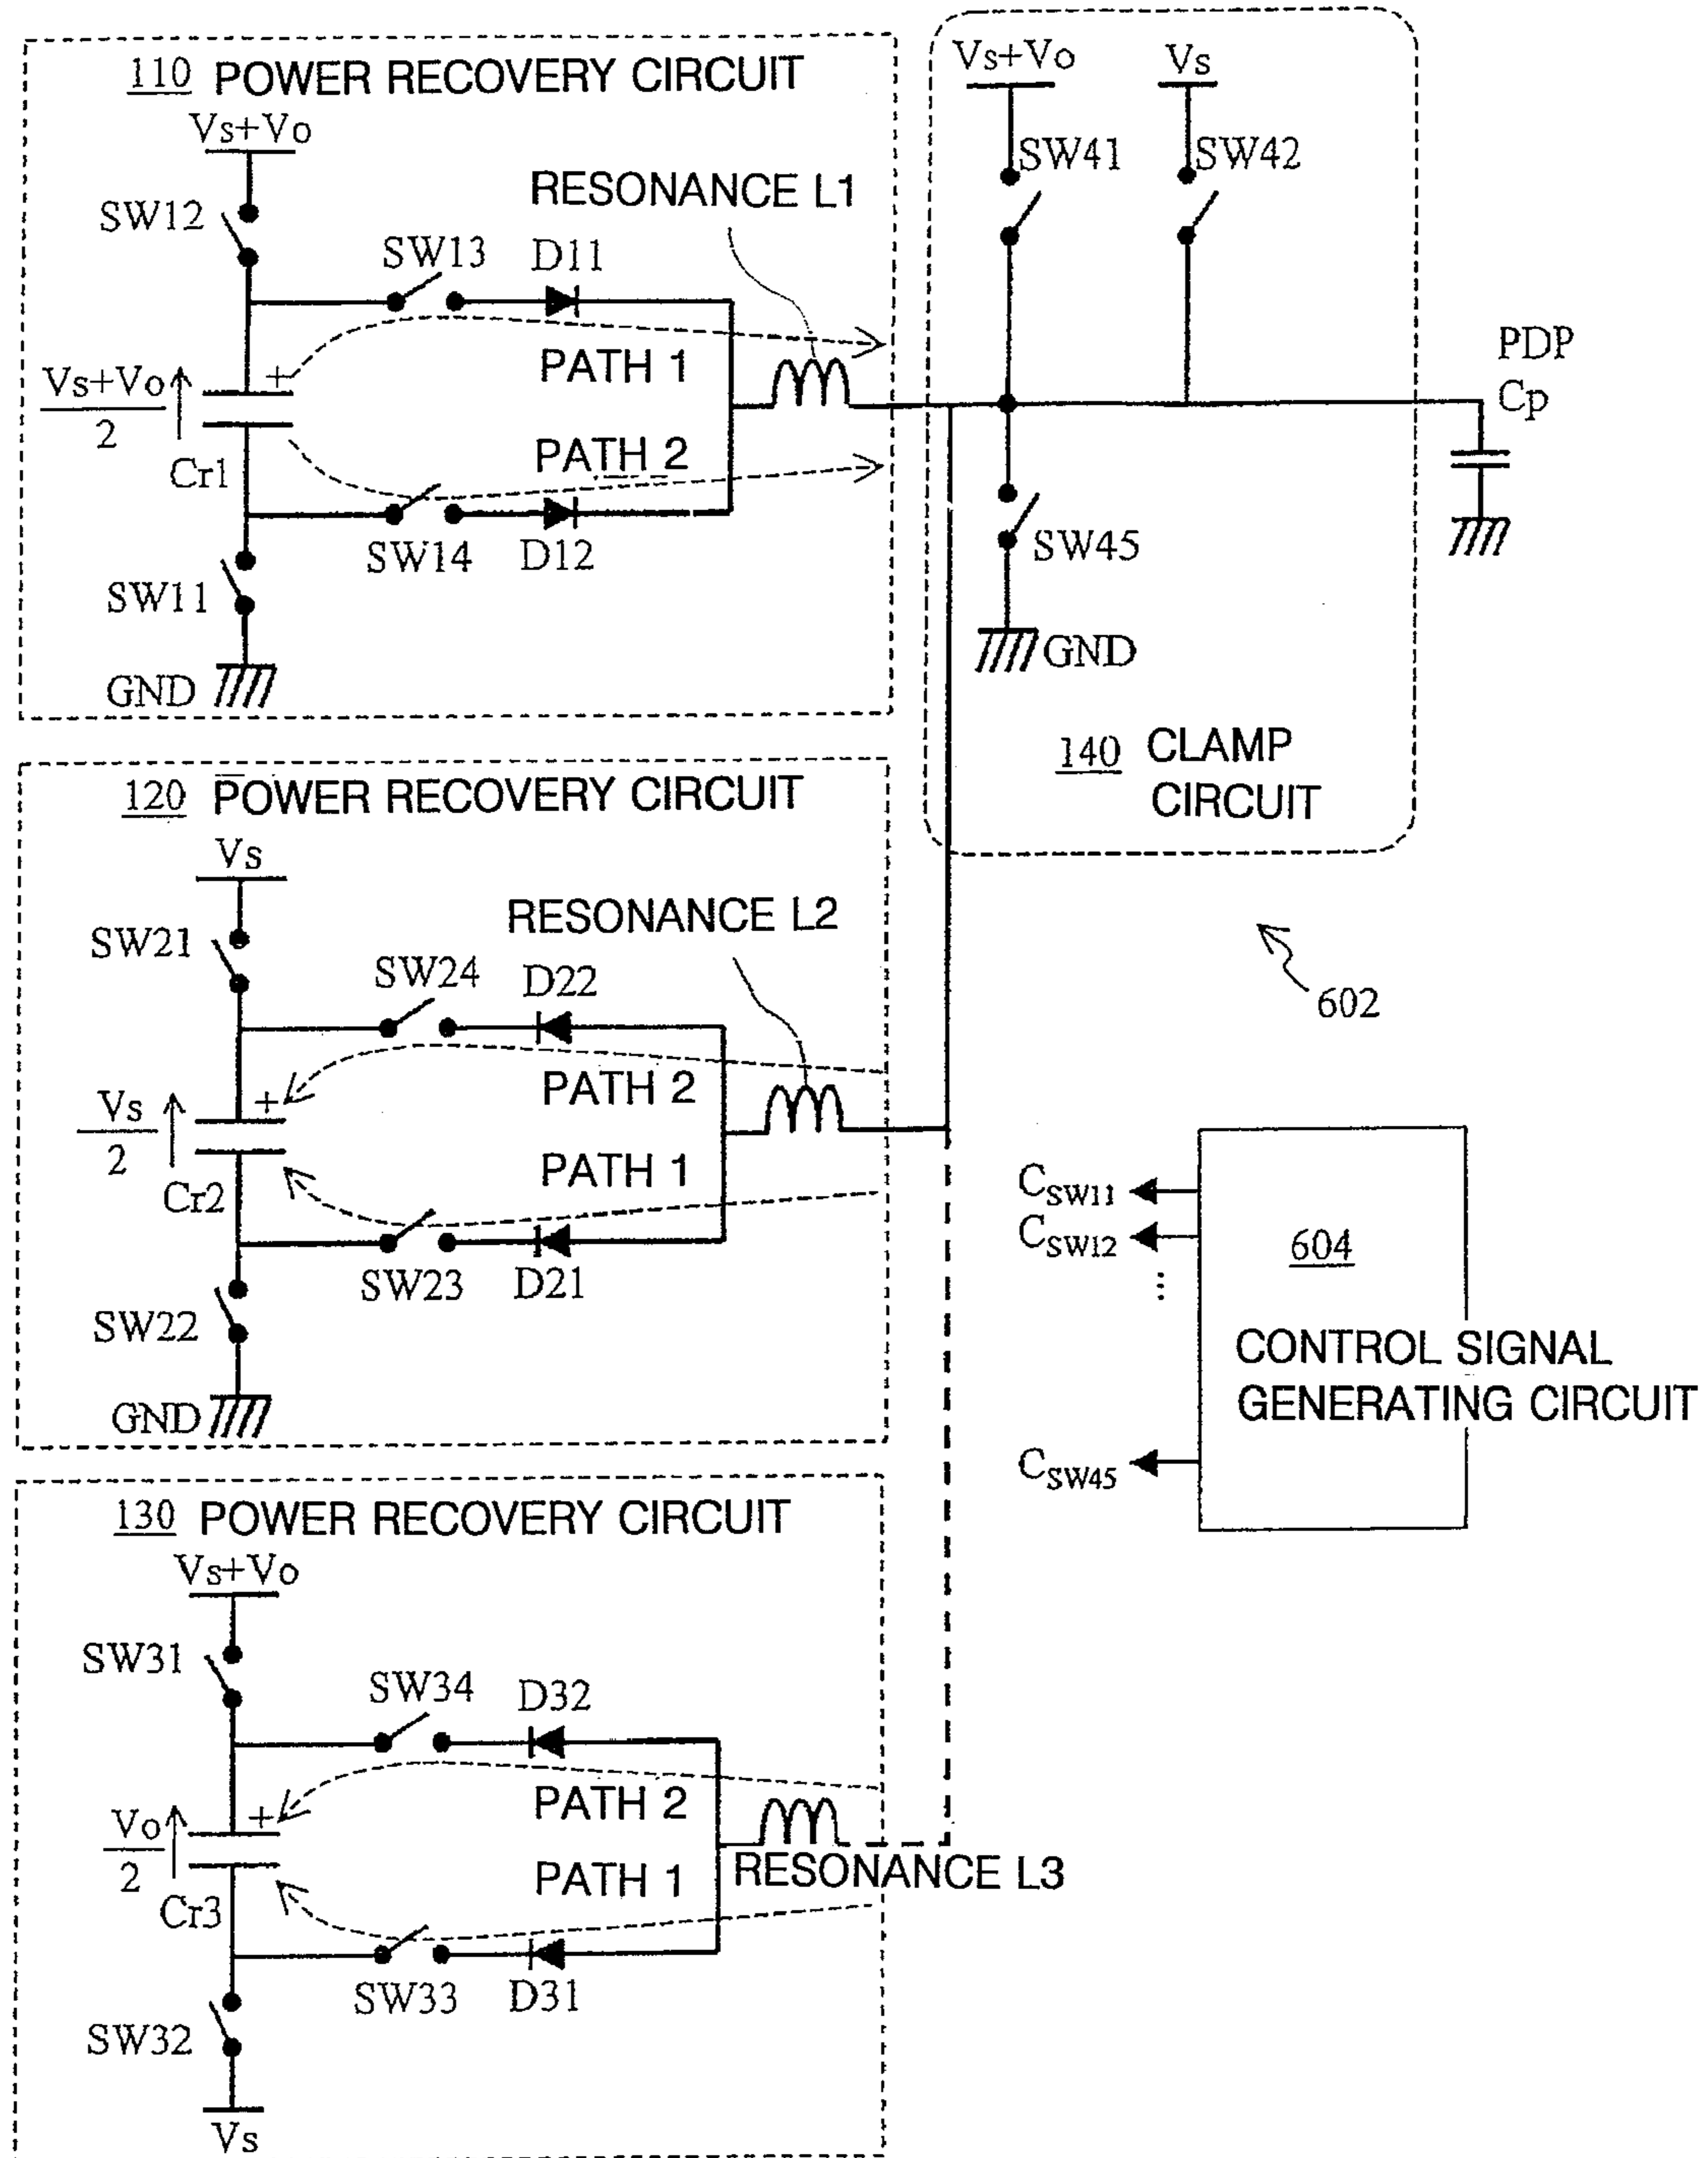 110 POWER RECOVERY CIRCUIT
Vs+Vo
SW12
SW13
D11
RESONANCE L1
PATH 1
Vs+Vo
2
+
Cr1
PATH 2
SW14
D12
SW11
GND
Vs+Vo
Vs
SW41
SW42
PDP
Cp
SW45
GND
140 CLAMP
CIRCUIT
120 POWER RECOVERY CIRCUIT
Vs
SW21
SW24
D22
RESONANCE L2
PATH 2
Vs
2
+
Cr2
PATH 1
SW23
D21
SW22
GND
602
CSW11
CSW12
⋮
CSW45
604
CONTROL SIGNAL
GENERATING CIRCUIT
130 POWER RECOVERY CIRCUIT
Vs+Vo
SW31
SW34
D32
PATH 2
Vo
2
+
Cr3
PATH 1
RESONANCE L3
SW33
D31
SW32
Vs